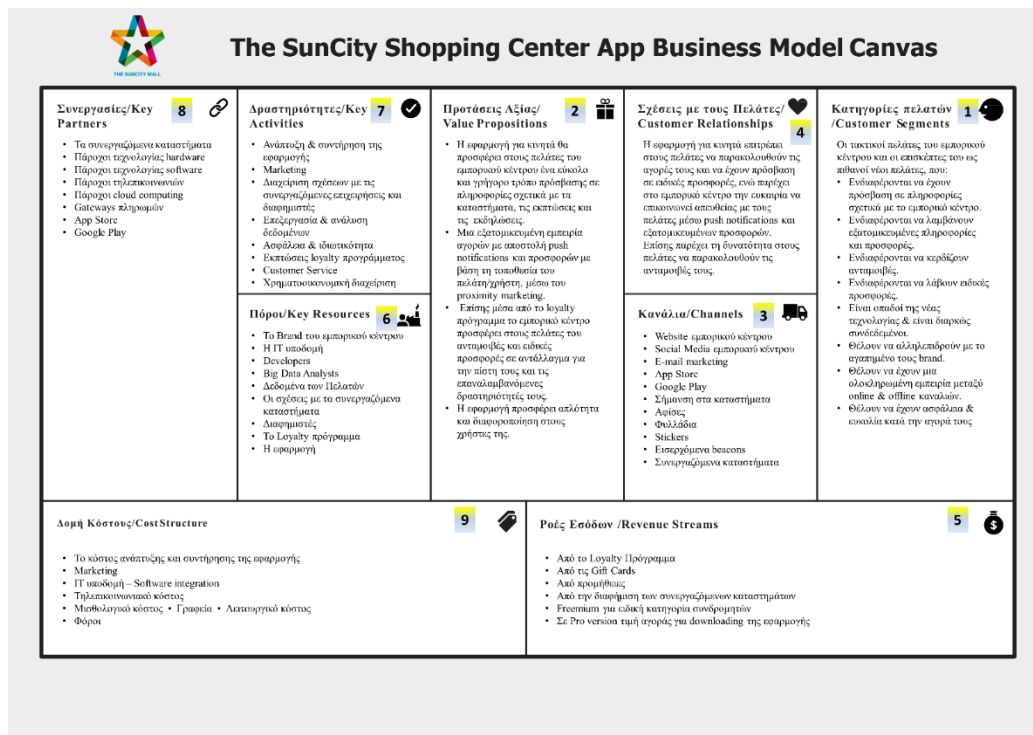 The SunCity Shopping Center App Business Model Canvas
THE SUNCITY MALL
Συνεργασίες/Key
Partners
8
• Τα συνεργαζόμενα καταστήματα
• Πάροχοι τεχνολογίας hardware
• Πάροχοι τεχνολογίας software
• Πάροχοι τηλεπικοινωνιών
• Πάροχοι cloud computing
• Gateways πληρωμών
• App Store
• Google Play
Δραστηριότητες/Key
Activities
7
• Ανάπτυξη & συντήρηση της
εφαρμογής
• Marketing
• Διαχείριση σχέσεων με τις
συνεργαζόμενες επιχειρήσεις και
διαφημιστές
• Επεξεργασία & ανάλυση
δεδομένων
• Ασφάλεια & ιδιωτικότητα
• Εκπτώσεις loyalty προγράμματος
• Customer Service
• Χρηματοοικονομική διαχείριση
Πόροι/Key Resources
6
• Το Brand του εμπορικού κέντρου
• Η IT υποδομή
• Developers
• Big Data Analysts
• Δεδομένα των Πελατών
• Οι σχέσεις με τα συνεργαζόμενα
καταστήματα
• Διαφημιστές
• Το Loyalty πρόγραμμα
• Η εφαρμογή
Προτάσεις Αξίας/
Value Propositions
2
• Η εφαρμογή για κινητά θα
προσφέρει στους πελάτες του
εμπορικού κέντρου ένα εύκολο
και γρήγορο τρόπο πρόσβασης σε
πληροφορίες σχετικά με τα
καταστήματα, τις εκπτώσεις και
τις εκδηλώσεις.
• Μια εξατομικευμένη εμπειρία
αγορών με αποστολή push
notifications και προσφορών με
βάση τη τοποθεσία του
πελάτη/χρήστη, μέσω του
proximity marketing.
• Επίσης μέσα από το loyalty
πρόγραμμα το εμπορικό κέντρο
προσφέρει στους πελάτες του
ανταμοιβές και ειδικές
προσφορές σε αντάλλαγμα για
την πίστη τους και τις
επαναλαμβανόμενες
δραστηριότητές τους.
• Η εφαρμογή προσφέρει απλότητα
και διαφοροποίηση στους
χρήστες της.
Σχέσεις με τους Πελάτες/
Customer Relationships
4
Η εφαρμογή για κινητά επιτρέπει
στους πελάτες να παρακολουθούν τις
αγορές τους και να έχουν πρόσβαση
σε ειδικές προσφορές, ενώ παρέχει
στο εμπορικό κέντρο την ευκαιρία να
επικοινωνεί απευθείας με τους
πελάτες μέσω push notifications και
εξατομικευμένων προσφορών.
Επίσης παρέχει τη δυνατότητα στους
πελάτες να παρακολουθούν τις
ανταμοιβές τους.
Κανάλια/Channels
3
• Website εμπορικού κέντρου
• Social Media εμπορικού κέντρου
• E-mail marketing
• App Store
• Google Play
• Σήμανση στα καταστήματα
• Αφίσες
• Φυλλάδια
• Stickers
• Εισερχόμενα beacons
• Συνεργαζόμενα καταστήματα
Κατηγορίες πελατών
/Customer Segments
1
Οι τακτικοί πελάτες του εμπορικού
κέντρου και οι επισκέπτες του ως
πιθανοί νέοι πελάτες, που:
• Ενδιαφέρονται να έχουν
πρόσβαση σε πληροφορίες
σχετικά με το εμπορικό κέντρο.
• Ενδιαφέρονται να λαμβάνουν
εξατομικευμένες πληροφορίες
και προσφορές.
• Ενδιαφέρονται να κερδίζουν
ανταμοιβές.
• Ενδιαφέρονται να λάβουν ειδικές
προσφορές.
• Είναι οπαδοί της νέας
τεχνολογίας & είναι διαρκώς
συνδεδεμένοι.
• Θέλουν να αλληλεπιδρούν με το
αγαπημένο τους brand.
• Θέλουν να έχουν μια
ολοκληρωμένη εμπειρία μεταξύ
online & offline καναλιών.
• Θέλουν να έχουν ασφάλεια &
ευκολία κατά την αγορά τους
Δομή Κόστους/CostStructure
9
• Το κόστος ανάπτυξης και συντήρησης της εφαρμογής
• Marketing
• IT υποδομή – Software integration
• Τηλεπικοινωνιακό κόστος
• Μισθολογικό κόστος • Γραφεία • Λειτουργικό κόστος
• Φόροι
Ροές Εσόδων /Revenue Streams
5
$
• Από το Loyalty Πρόγραμμα
• Από τις Gift Cards
• Από προμήθειες
• Από την διαφήμιση των συνεργαζομένων καταστημάτων
• Freemium για ειδική κατηγορία συνδρομητών
• Σε Pro version τιμή αγοράς για downloading της εφαρμογής